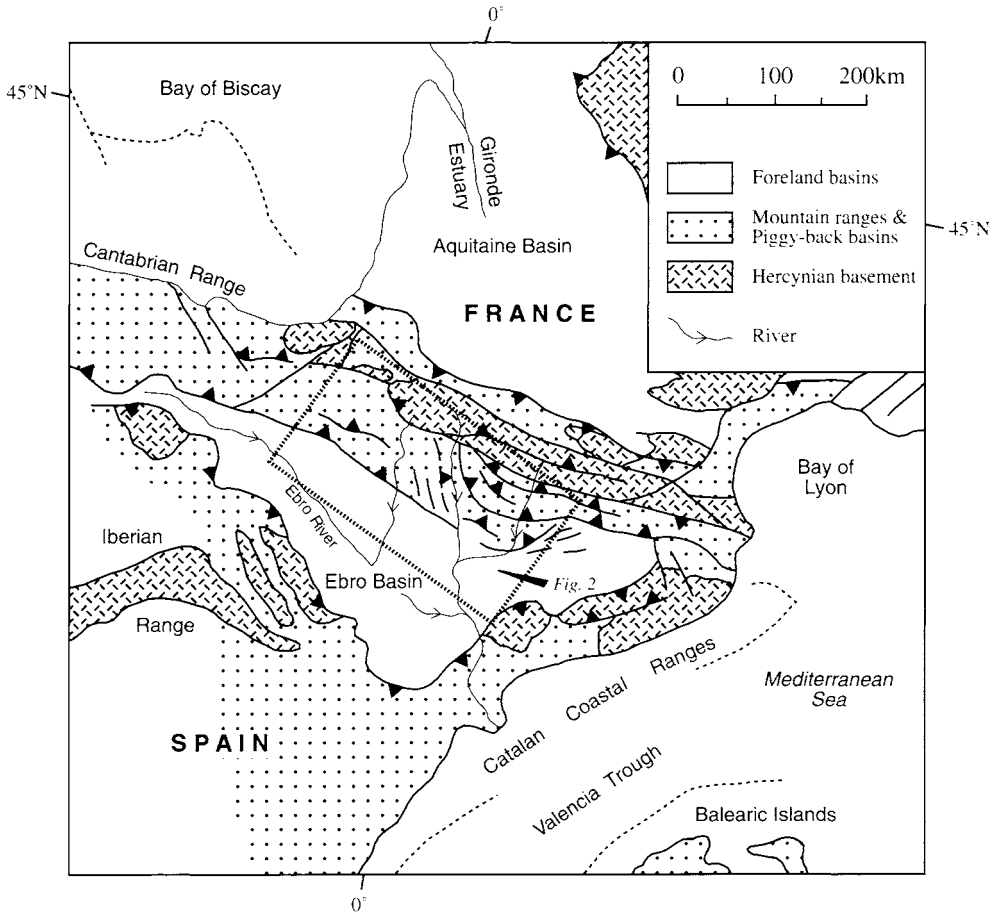 0°
45°N
Bay of Biscay
0 100 200km
Gironde
Estuary
Foreland basins
Mountain ranges &
Piggy-back basins
Hercynian basement
River
45°N
Aquitaine Basin
Cantabrian Range
FRANCE
Bay of
Lyon
Ebro River
Iberian
Range
Ebro Basin
Fig. 2
Catalan Coastal Ranges
Mediterranean
Sea
SPAIN
Valencia Trough
Balearic Islands
0°